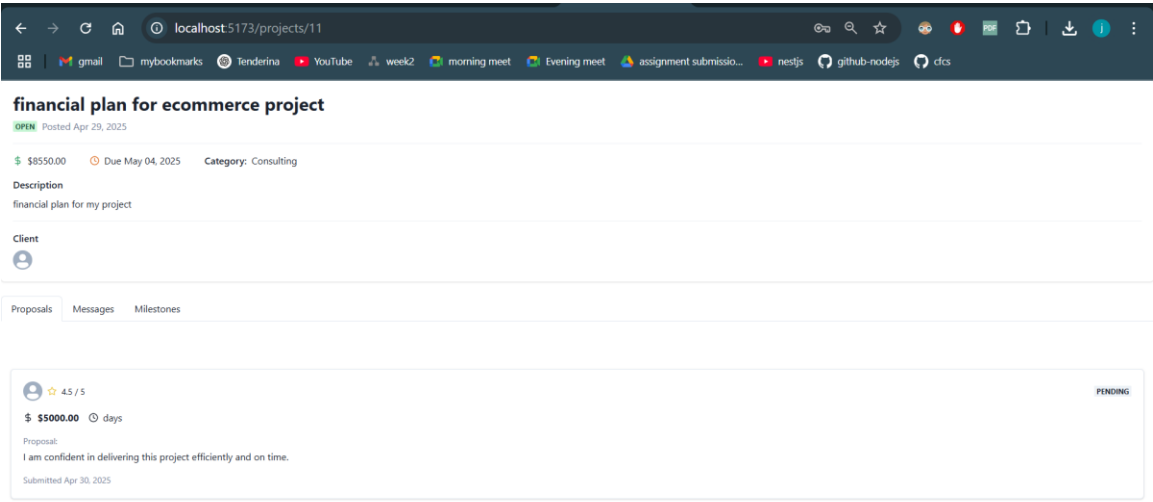 localhost:5173/projects/11
PDF
j
gmail mybookmarks Tenderina YouTube week2 morning meet Evening meet assignment submissio... nestjs github-nodejs cfcs
financial plan for ecommerce project
OPEN Posted Apr 29, 2025
$ $8550.00 Due May 04, 2025 Category: Consulting
Description
financial plan for my project
Client
Proposals Messages Milestones
4.5 / 5 PENDING
$ $5000.00 days
Proposal:
I am confident in delivering this project efficiently and on time.
Submitted Apr 30, 2025